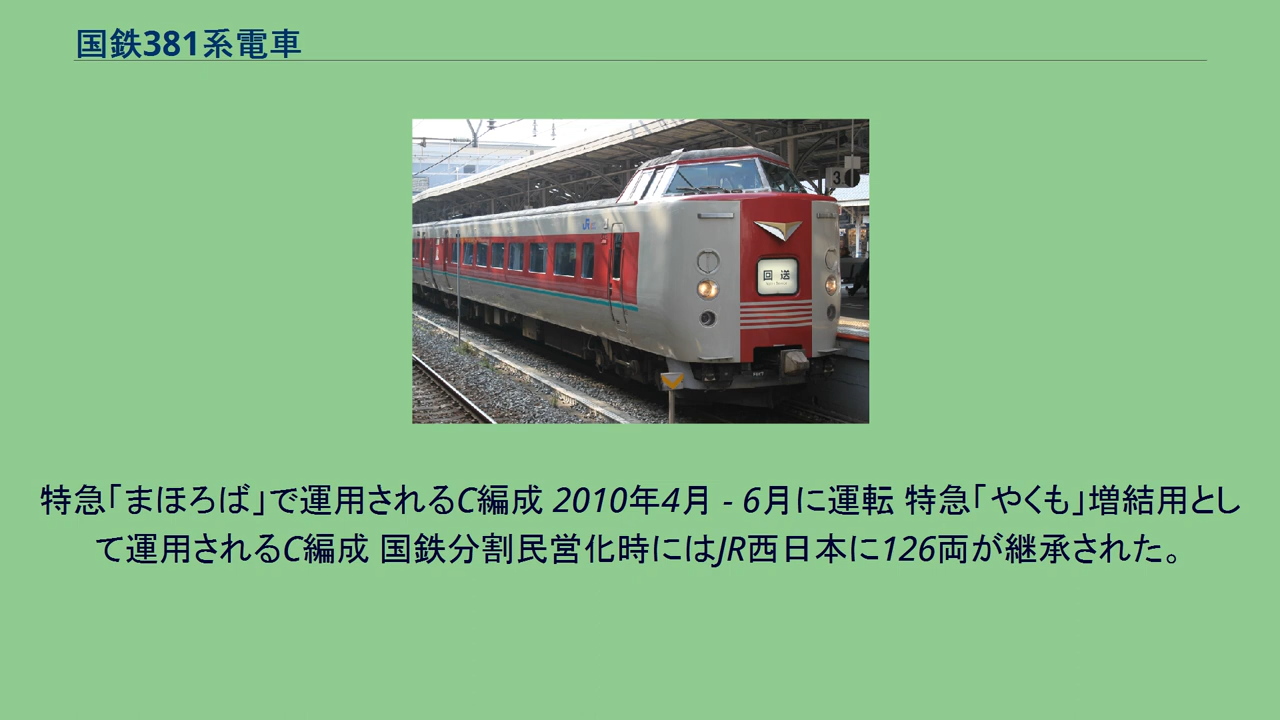 国鉄381系電車
3
JR
回送
特急「まほろば」で運用されるC編成 2010年4月 - 6月に運転 特急「やくも」増結用とし
て運用されるC編成 国鉄分割民営化時にはJR西日本に126両が継承された。